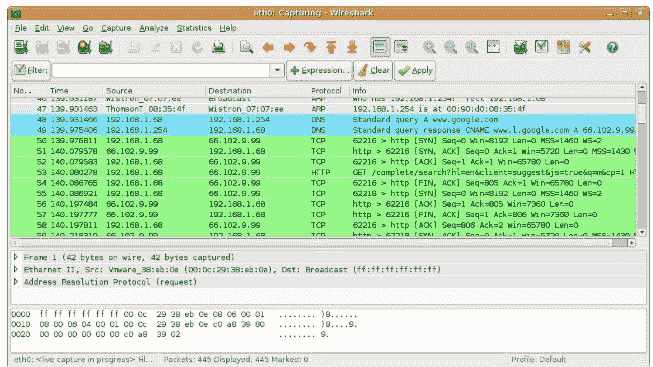 eth0: Capturing - Wireshark
File Edit View Go Capture Analyze Statistics Help
Filter: Expression... Clear Apply
No.. Time Source Destination Protocol Info
46 139.931187 Wistron_07:07:ee Broadcast ARP Who has 192.168.1.254? Tell 192.168.1.68
47 139.931463 ThomsonT_08:35:4f Wistron_07:07:ee ARP 192.168.1.254 is at 00:90:d0:08:35:4f
48 139.931466 192.168.1.68 192.168.1.254 DNS Standard query A www.google.com
49 139.975406 192.168.1.254 192.168.1.68 DNS Standard query response CNAME www.l.google.com A 66.102.9.99
50 139.976811 192.168.1.68 66.102.9.99 TCP 62216 > http [SYN] Seq=0 Win=8192 Len=0 MSS=1460 WS=2
51 140.079578 66.102.9.99 192.168.1.68 TCP http > 62216 [SYN, ACK] Seq=0 Ack=1 Win=5720 Len=0 MSS=1430
52 140.079583 192.168.1.68 66.102.9.99 TCP 62216 > http [ACK] Seq=1 Ack=1 Win=65780 Len=0
53 140.080278 192.168.1.68 66.102.9.99 HTTP GET /complete/search?hl=en&client=suggest&js=true&q=m&cp=1 H
54 140.086765 192.168.1.68 66.102.9.99 TCP 62216 > http [FIN, ACK] Seq=805 Ack=1 Win=65780 Len=0
55 140.086921 192.168.1.68 66.102.9.99 TCP 62218 > http [SYN] Seq=0 Win=8192 Len=0 MSS=1460 WS=2
56 140.197484 66.102.9.99 192.168.1.68 TCP http > 62216 [ACK] Seq=1 Ack=805 Win=7360 Len=0
57 140.197777 66.102.9.99 192.168.1.68 TCP http > 62216 [FIN, ACK] Seq=1 Ack=806 Win=7360 Len=0
58 140.197811 192.168.1.68 66.102.9.99 TCP 62216 > http [ACK] Seq=806 Ack=2 Win=65780 Len=0
Frame 1 (42 bytes on wire, 42 bytes captured)
Ethernet II, Src: Vmware_38:eb:0e (00:0c:29:38:eb:0e), Dst: Broadcast (ff:ff:ff:ff:ff:ff)
Address Resolution Protocol (request)
0000 ff ff ff ff ff ff 00 0c 29 38 eb 0e 08 06 00 01 ........ )8......
0010 08 00 06 04 00 01 00 0c 29 38 eb 0e c0 a8 39 80 ........ )8....9.
0020 00 00 00 00 00 00 c0 a8 39 02 ........ 9.
eth0: <live capture in progress> Fil... Packets: 445 Displayed: 445 Marked: 0 Profile: Default